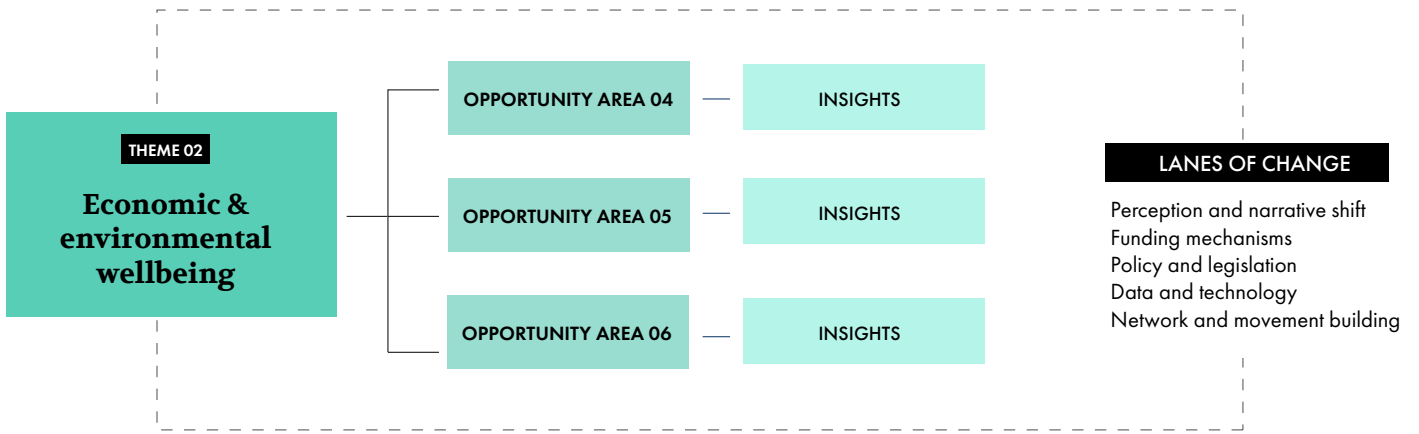 THEME 02
Economic &
environmental
wellbeing
OPPORTUNITY AREA 04
INSIGHTS
OPPORTUNITY AREA 05
INSIGHTS
OPPORTUNITY AREA 06
INSIGHTS
LANES OF CHANGE
Perception and narrative shift
Funding mechanisms
Policy and legislation
Data and technology
Network and movement building